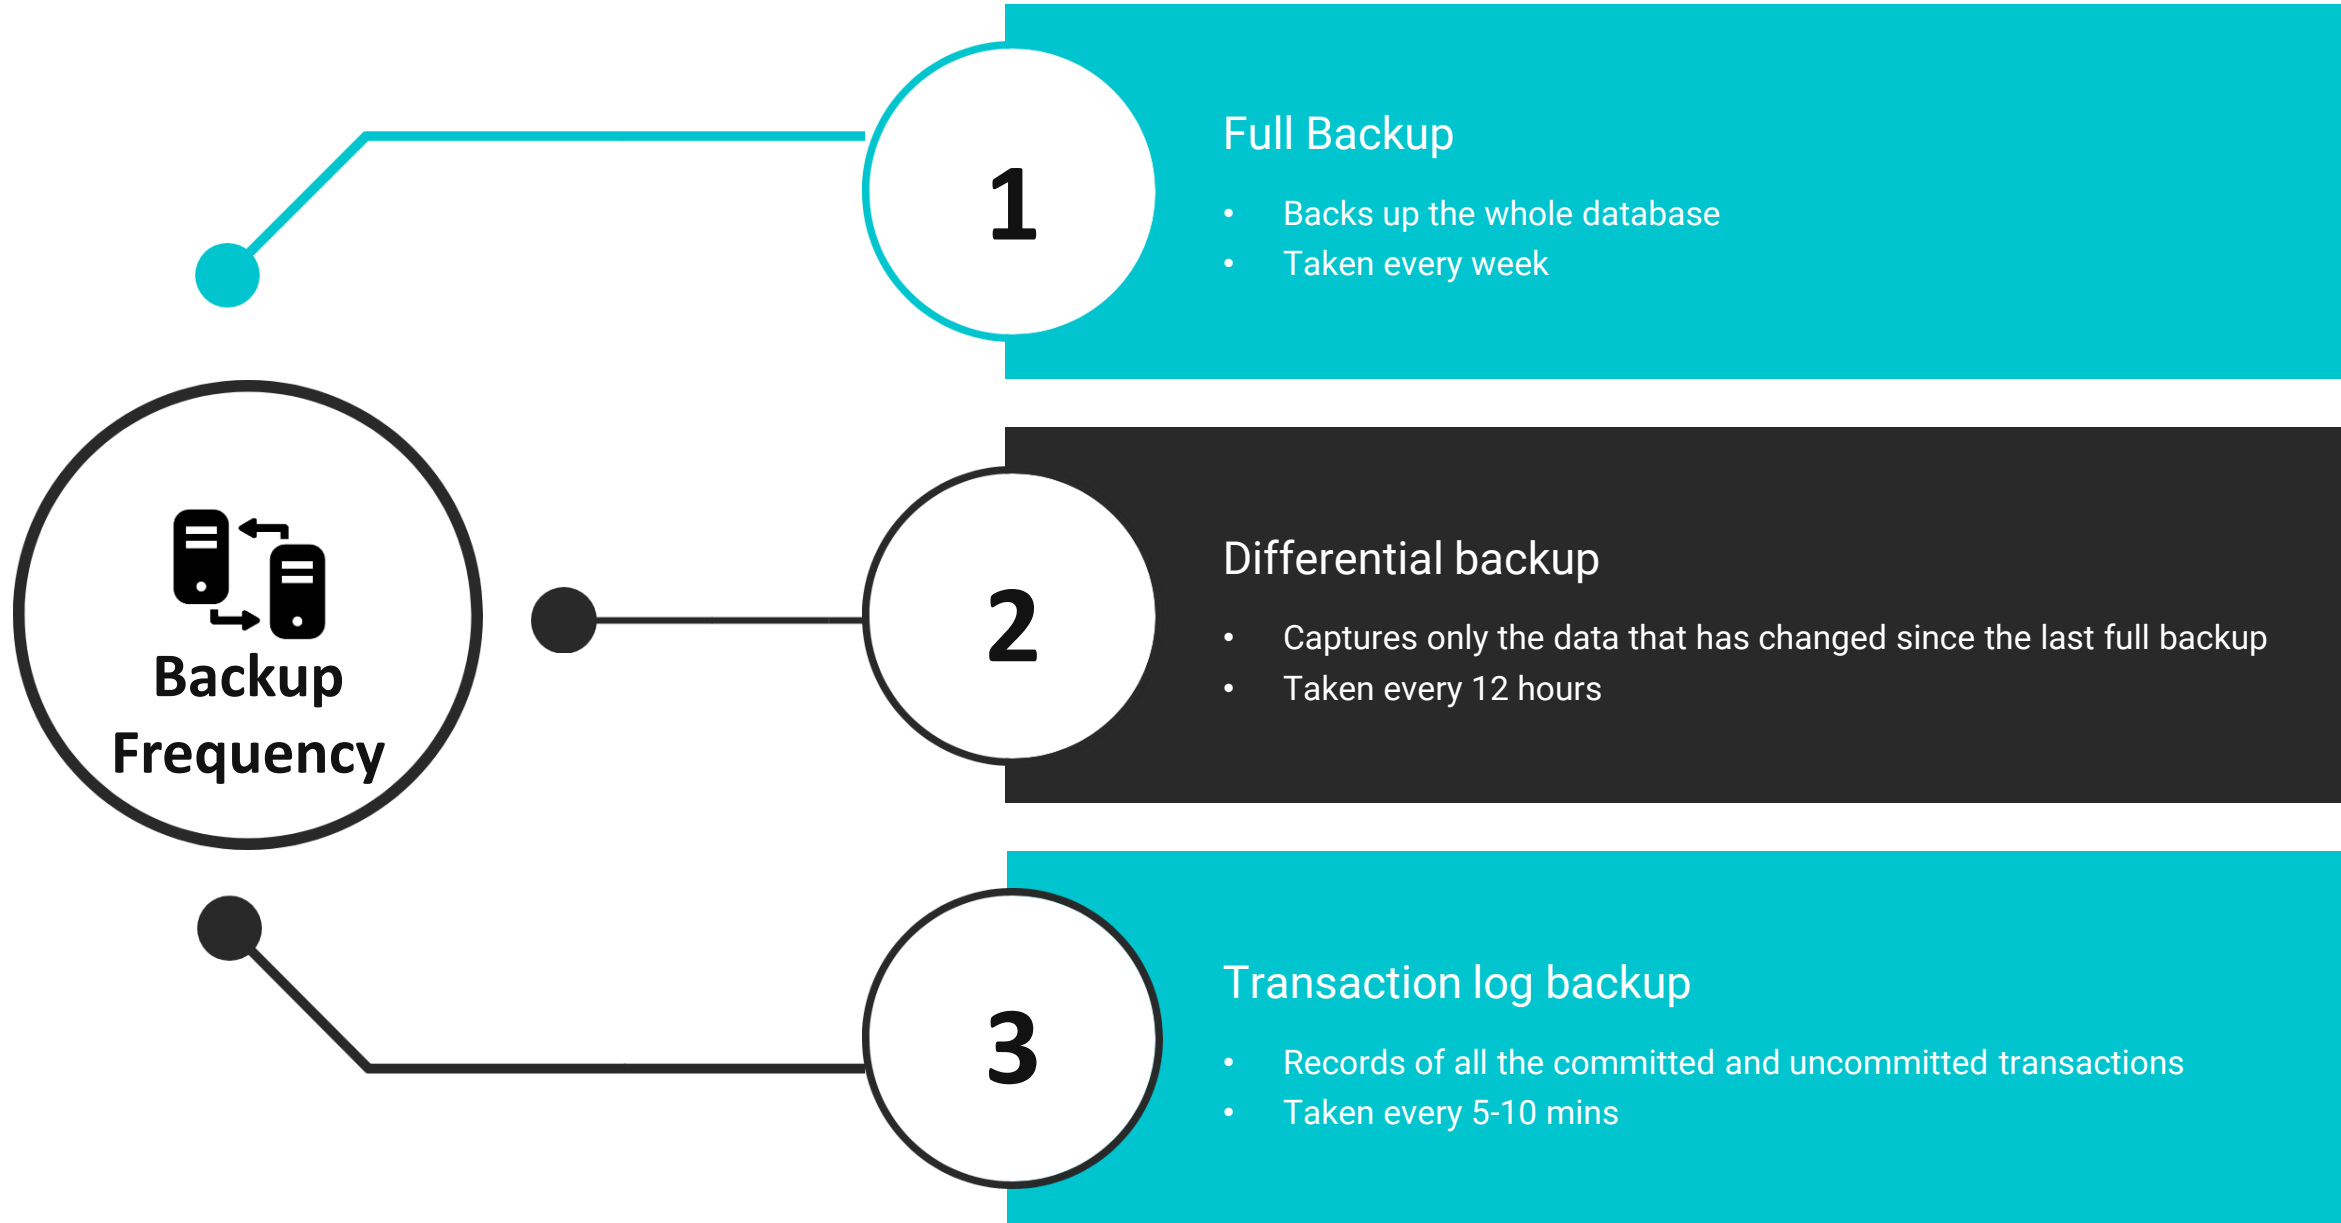 Backup
Frequency
1
Full Backup
• Backs up the whole database
• Taken every week
2
Differential backup
• Captures only the data that has changed since the last full backup
• Taken every 12 hours
3
Transaction log backup
• Records of all the committed and uncommitted transactions
• Taken every 5-10 mins